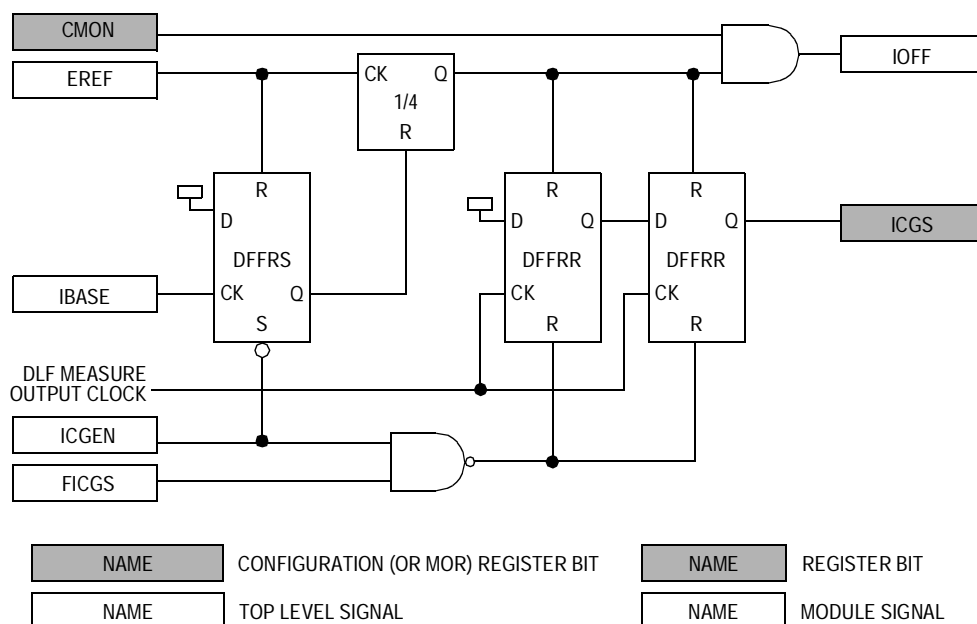 CMON
IOFF
EREF
CK Q
1/4
R
R
R
R
D
D Q
D Q
ICGS
DFFRS
DFFRR
DFFRR
IBASE
CK Q
CK
CK
S
R
R
DLF MEASURE
OUTPUT CLOCK
ICGEN
FICGS
NAME CONFIGURATION (OR MOR) REGISTER BIT
NAME REGISTER BIT
NAME TOP LEVEL SIGNAL
NAME MODULE SIGNAL